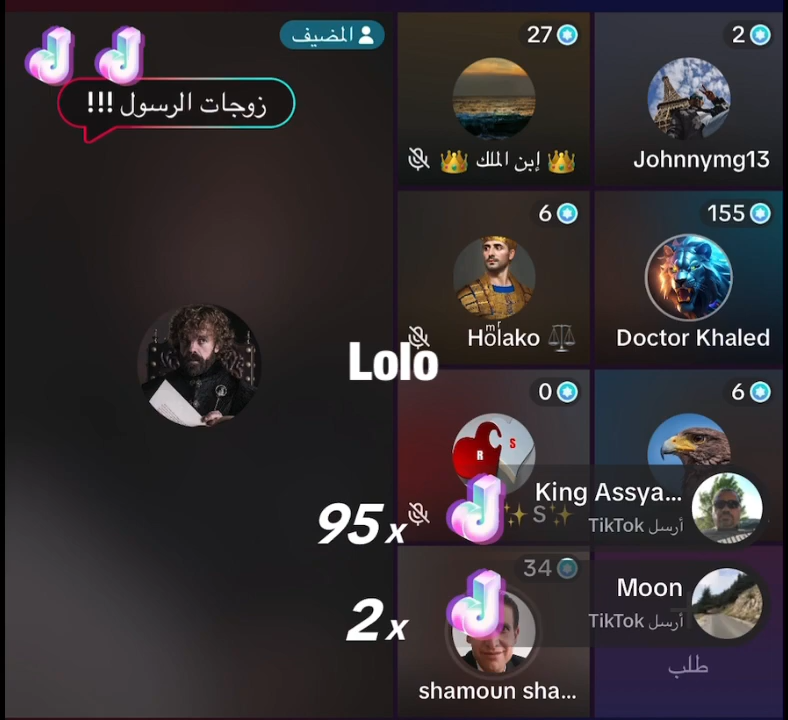 المضيف
زوجات الرسول !!!
27
2
إبن الملك
Johnnymg13
6
155
Holako
Doctor Khaled
Lolo
0
6
R
S
King Assya...
أرسل TikTok
S
95 x
34
Moon
أرسل TikTok
2x
طلب
shamoun sha...